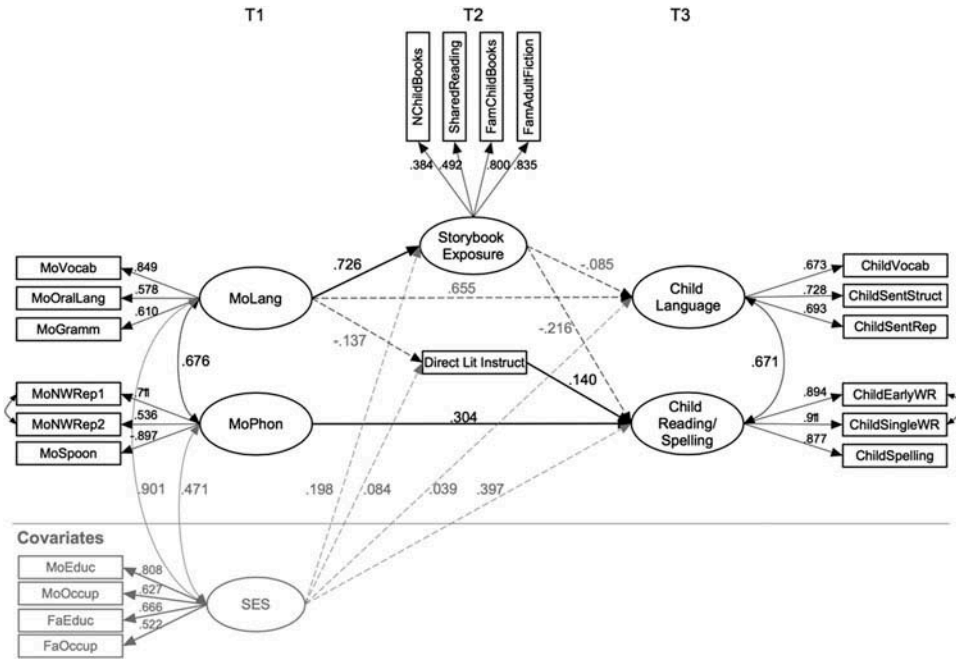 T1
T2
T3
NChildBooks
SharedReading
FamChildBooks
FamAdultFiction
.384
.492
.800
.835
Storybook
Exposure
MoVocab
MoOralLang
MoGramm
.849
.578
.610
MoLang
.726
.655
-.085
-.137
-.216
Child
Language
.673
.728
.693
ChildVocab
ChildSentStruct
ChildSentRep
.676
Direct Lit Instruct
.140
.671
MoNWRep1
MoNWRep2
MoSpoon
.711
.536
-.897
MoPhon
.304
Child
Reading/
Spelling
.894
.911
.877
ChildEarlyWR
ChildSingleWR
ChildSpelling
.901
.471
.198
.084
.039
.397
Covariates
MoEduc
MoOccup
FaEduc
FaOccup
.808
.627
.666
.522
SES